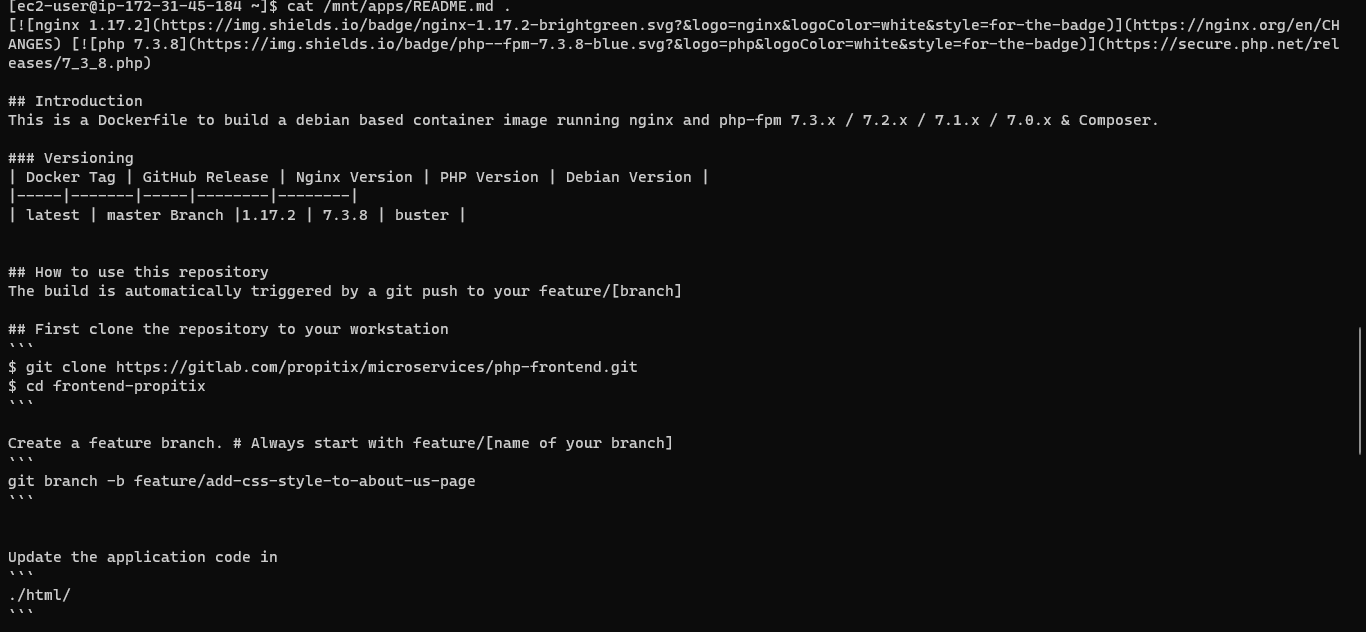 [ec2-user@ip-172-31-45-184 ~]$ cat /mnt/apps/README.md .
[![nginx 1.17.2](https://img.shields.io/badge/nginx-1.17.2-brightgreen.svg?&logo=nginx&logoColor=white&style=for-the-badge)](https://nginx.org/en/CH
ANGES) [![php 7.3.8](https://img.shields.io/badge/php--fpm-7.3.8-blue.svg?&logo=php&logoColor=white&style=for-the-badge)](https://secure.php.net/rel
eases/7_3_8.php)

## Introduction
This is a Dockerfile to build a debian based container image running nginx and php-fpm 7.3.x / 7.2.x / 7.1.x / 7.0.x & Composer.

### Versioning
| Docker Tag | GitHub Release | Nginx Version | PHP Version | Debian Version |
|-----|-------|-----|--------|--------|
| latest | master Branch |1.17.2 | 7.3.8 | buster |

## How to use this repository
The build is automatically triggered by a git push to your feature/[branch]

## First clone the repository to your workstation
```
$ git clone https://gitlab.com/propitix/microservices/php-frontend.git
$ cd frontend-propitix
```

Create a feature branch. # Always start with feature/[name of your branch]
```
git branch -b feature/add-css-style-to-about-us-page
```

Update the application code in
```
./html/
```